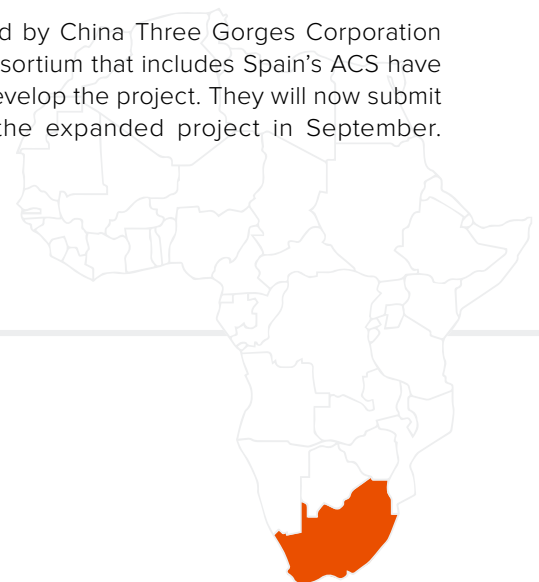 d by China Three Gorges Corporation
sortium that includes Spain’s ACS have
evelop the project. They will now submit
the expanded project in September.